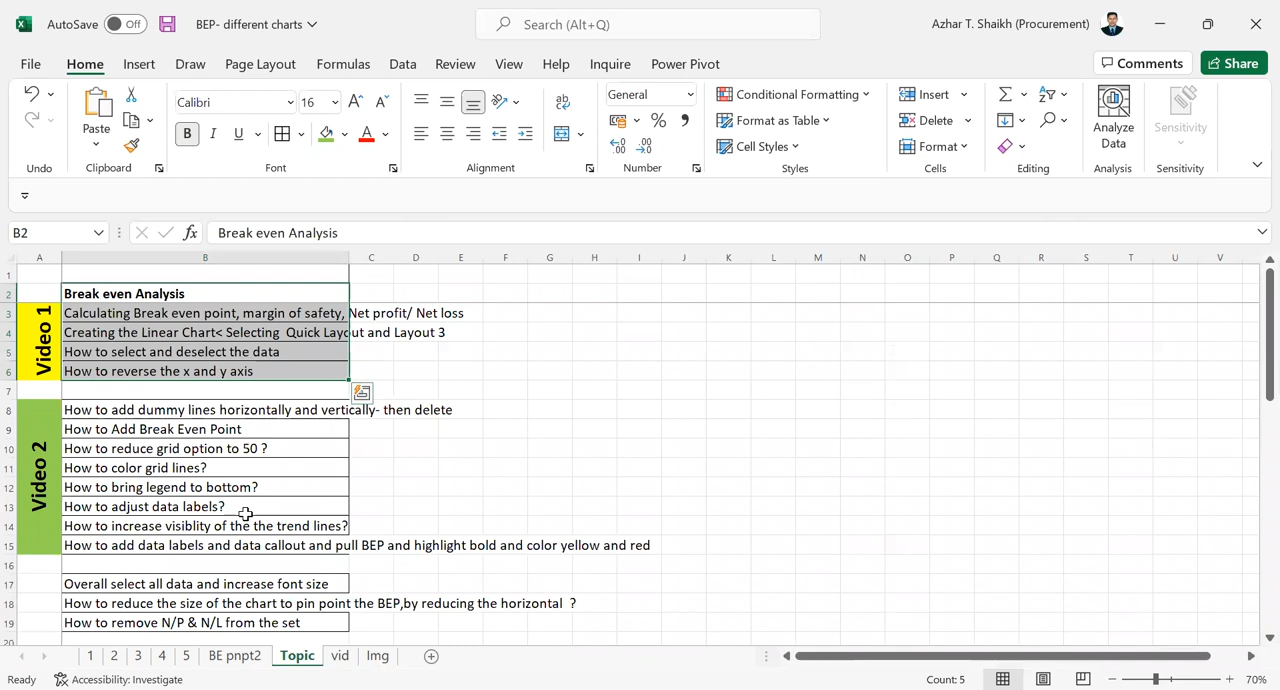 AutoSave Off BEP- different charts Search (Alt+Q) Azhar T. Shaikh (Procurement)
File Home Insert Draw Page Layout Formulas Data Review View Help Inquire Power Pivot Comments Share
Calibri 16 General Conditional Formatting Insert
Paste B I U Format as Table Delete Analyze Data Sensitivity
Cell Styles Format
Undo Clipboard Font Alignment Number Styles Cells Editing Analysis Sensitivity
B2 fx Break even Analysis
A B C D E F G H I J K L M N O P Q R S T U V
1
2 Break even Analysis
Video 1
3 Calculating Break even point, margin of safety, Net profit/ Net loss
4 Creating the Linear Chart< Selecting  Quick Layout and Layout 3
5 How to select and deselect the data
6 How to reverse the x and y axis
7
Video 2
8 How to add dummy lines horizontally and vertically- then delete
9 How to Add Break Even Point
10 How to reduce grid option to 50 ?
11 How to color grid lines?
12 How to bring legend to bottom?
13 How to adjust data labels?
14 How to increase visiblity of the the trend lines?
15 How to add data labels and data callout and pull BEP and highlight bold and color yellow and red
16
17 Overall select all data and increase font size
18 How to reduce the size of the chart to pin point the BEP,by reducing the horizontal  ?
19 How to remove N/P & N/L from the set
20
1 2 3 4 5 BE pnpt2 Topic vid Img
Ready Accessibility: Investigate Count: 5 70%